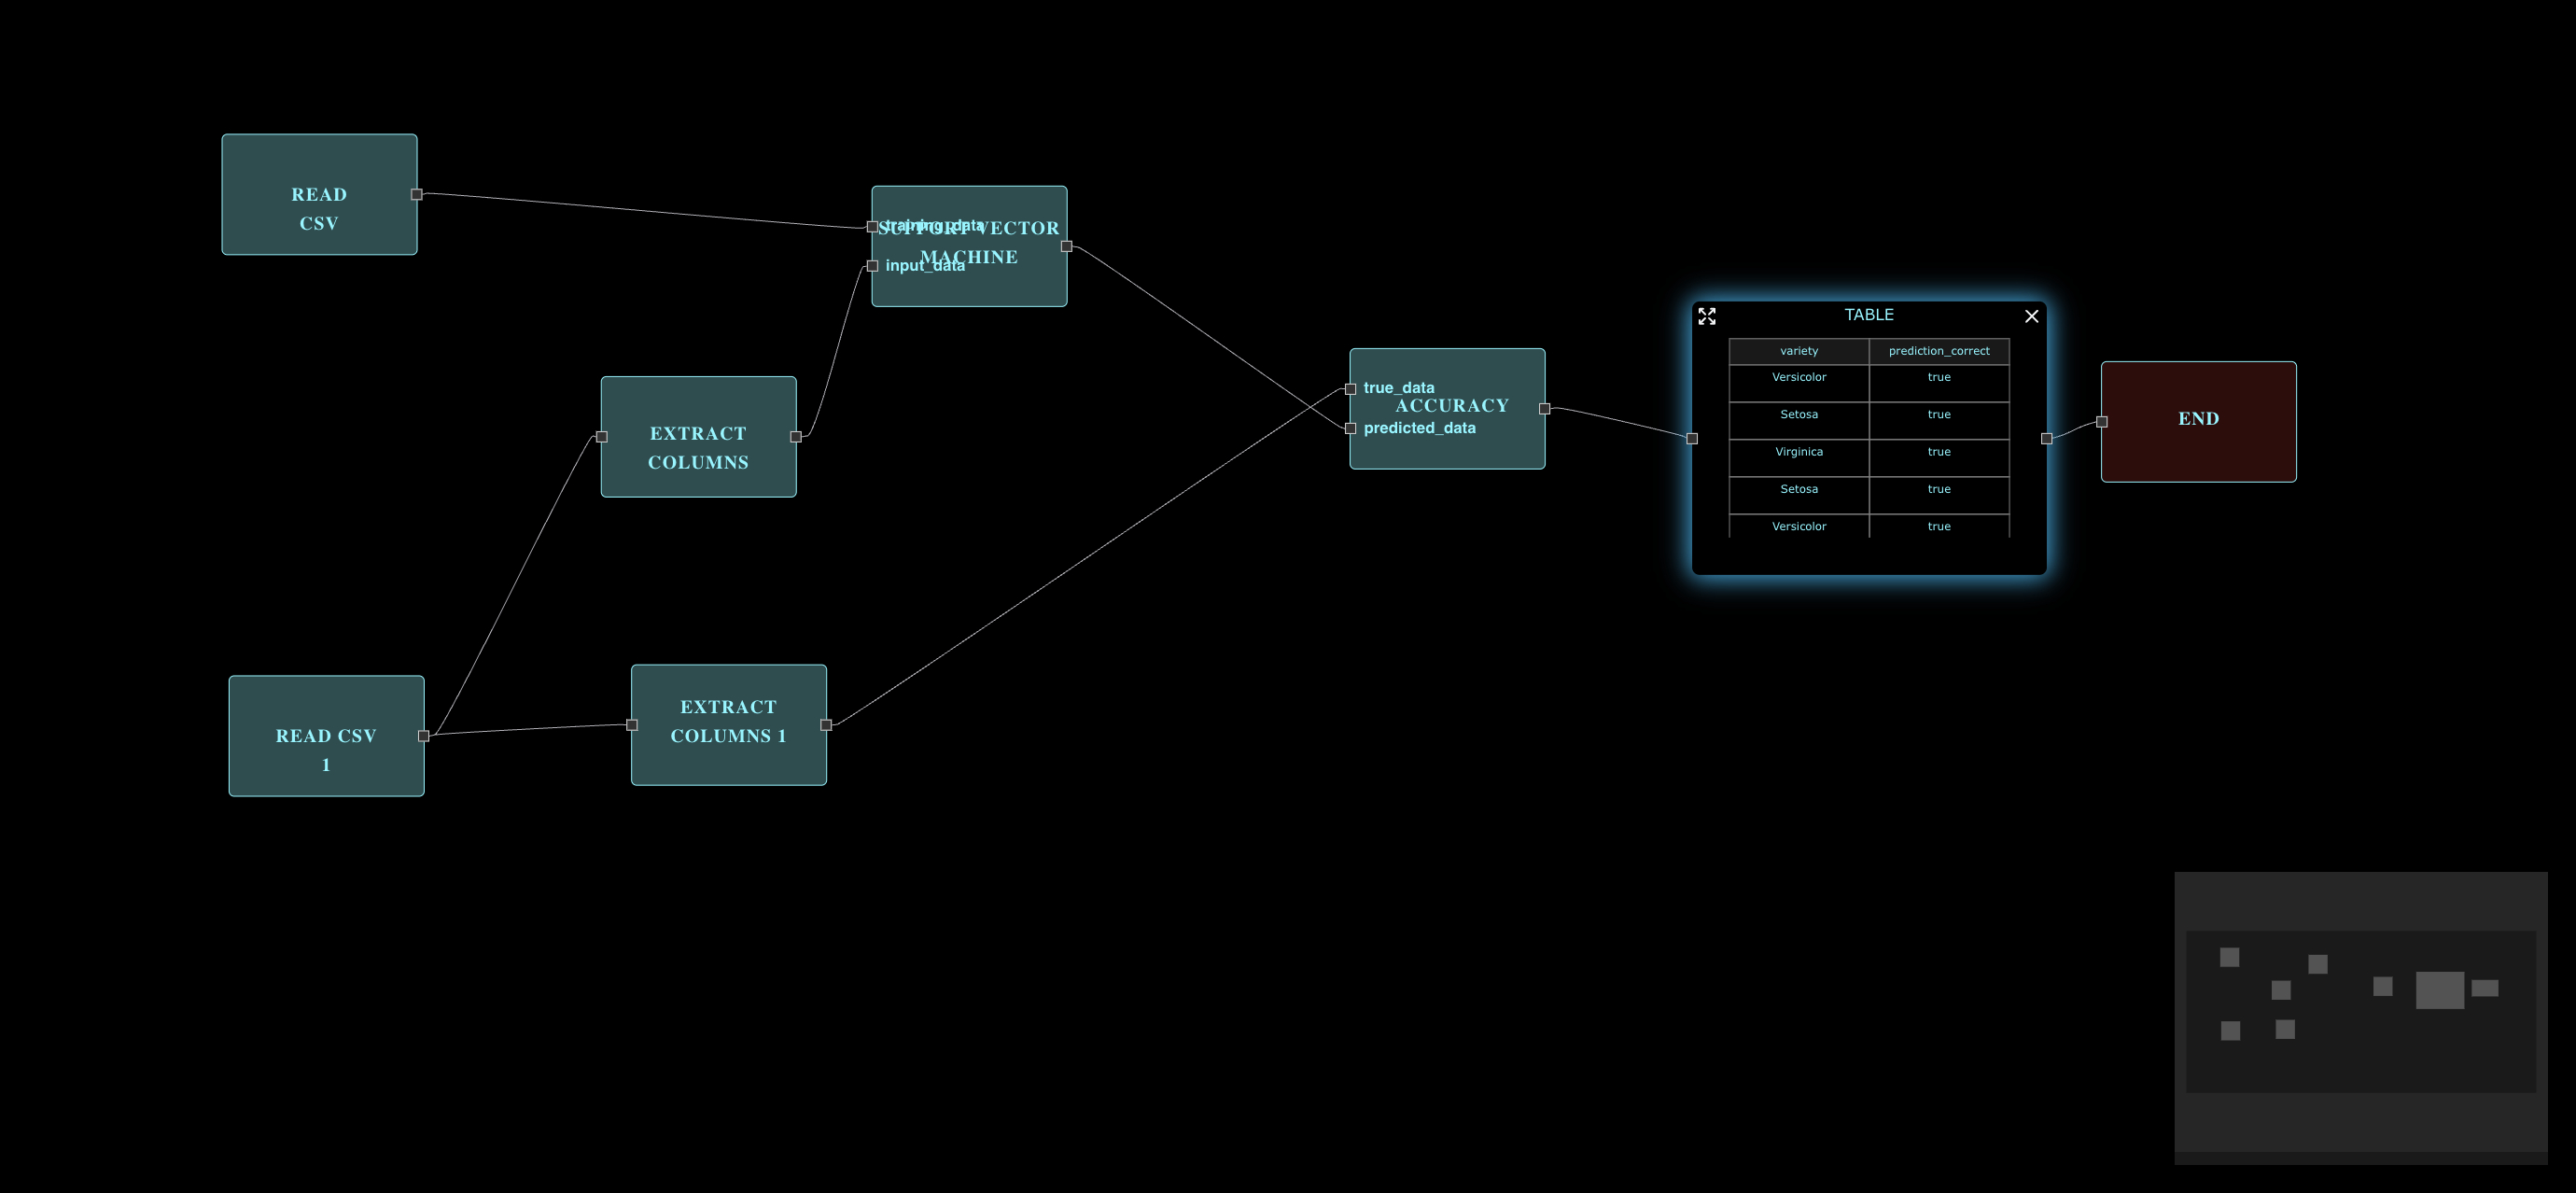 READ
CSV
training_data
SUPPORT VECTOR
MACHINE
input_data
EXTRACT
COLUMNS
READ CSV
1
EXTRACT
COLUMNS 1
true_data
ACCURACY
predicted_data
TABLE
variety prediction_correct
Versicolor true
Setosa true
Virginica true
Setosa true
Versicolor true
END